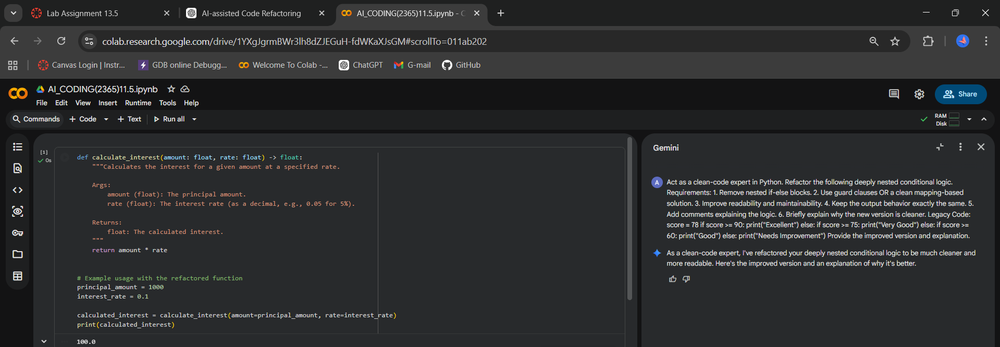 Lab Assignment 13.5
AI-assisted Code Refactoring
AI_CODING(2365)11.5.ipynb - C
colab.research.google.com/drive/1YXgJgrmBWr3lh8dZJEGuH-fdWKaXJsGM#scrollTo=011ab202
Canvas Login | Instr...
GDB online Debugg...
Welcome To Colab -...
ChatGPT
G-mail
GitHub
AI_CODING(2365)11.5.ipynb
File Edit View Insert Runtime Tools Help
Share
Commands + Code + Text Run all
RAM
Disk
[1]
0s
def calculate_interest(amount: float, rate: float) -> float:
    """Calculates the interest for a given amount at a specified rate.
    Args:
        amount (float): The principal amount.
        rate (float): The interest rate (as a decimal, e.g., 0.05 for 5%).
    Returns:
        float: The calculated interest.
    """
    return amount * rate
# Example usage with the refactored function
principal_amount = 1000
interest_rate = 0.1
calculated_interest = calculate_interest(amount=principal_amount, rate=interest_rate)
print(calculated_interest)
100.0
Gemini
A
Act as a clean-code expert in Python. Refactor the following deeply nested conditional logic.
Requirements: 1. Remove nested if-else blocks. 2. Use guard clauses OR a clean mapping-based
solution. 3. Improve readability and maintainability. 4. Keep the output behavior exactly the same. 5.
Add comments explaining the logic. 6. Briefly explain why the new version is cleaner. Legacy Code:
score = 78 if score >= 90: print("Excellent") else: if score >= 75: print("Very Good") else: if score >=
60: print("Good") else: print("Needs Improvement") Provide the improved version and explanation.
As a clean-code expert, I've refactored your deeply nested conditional logic to be much cleaner and
more readable. Here's the improved version and an explanation of why it's better.